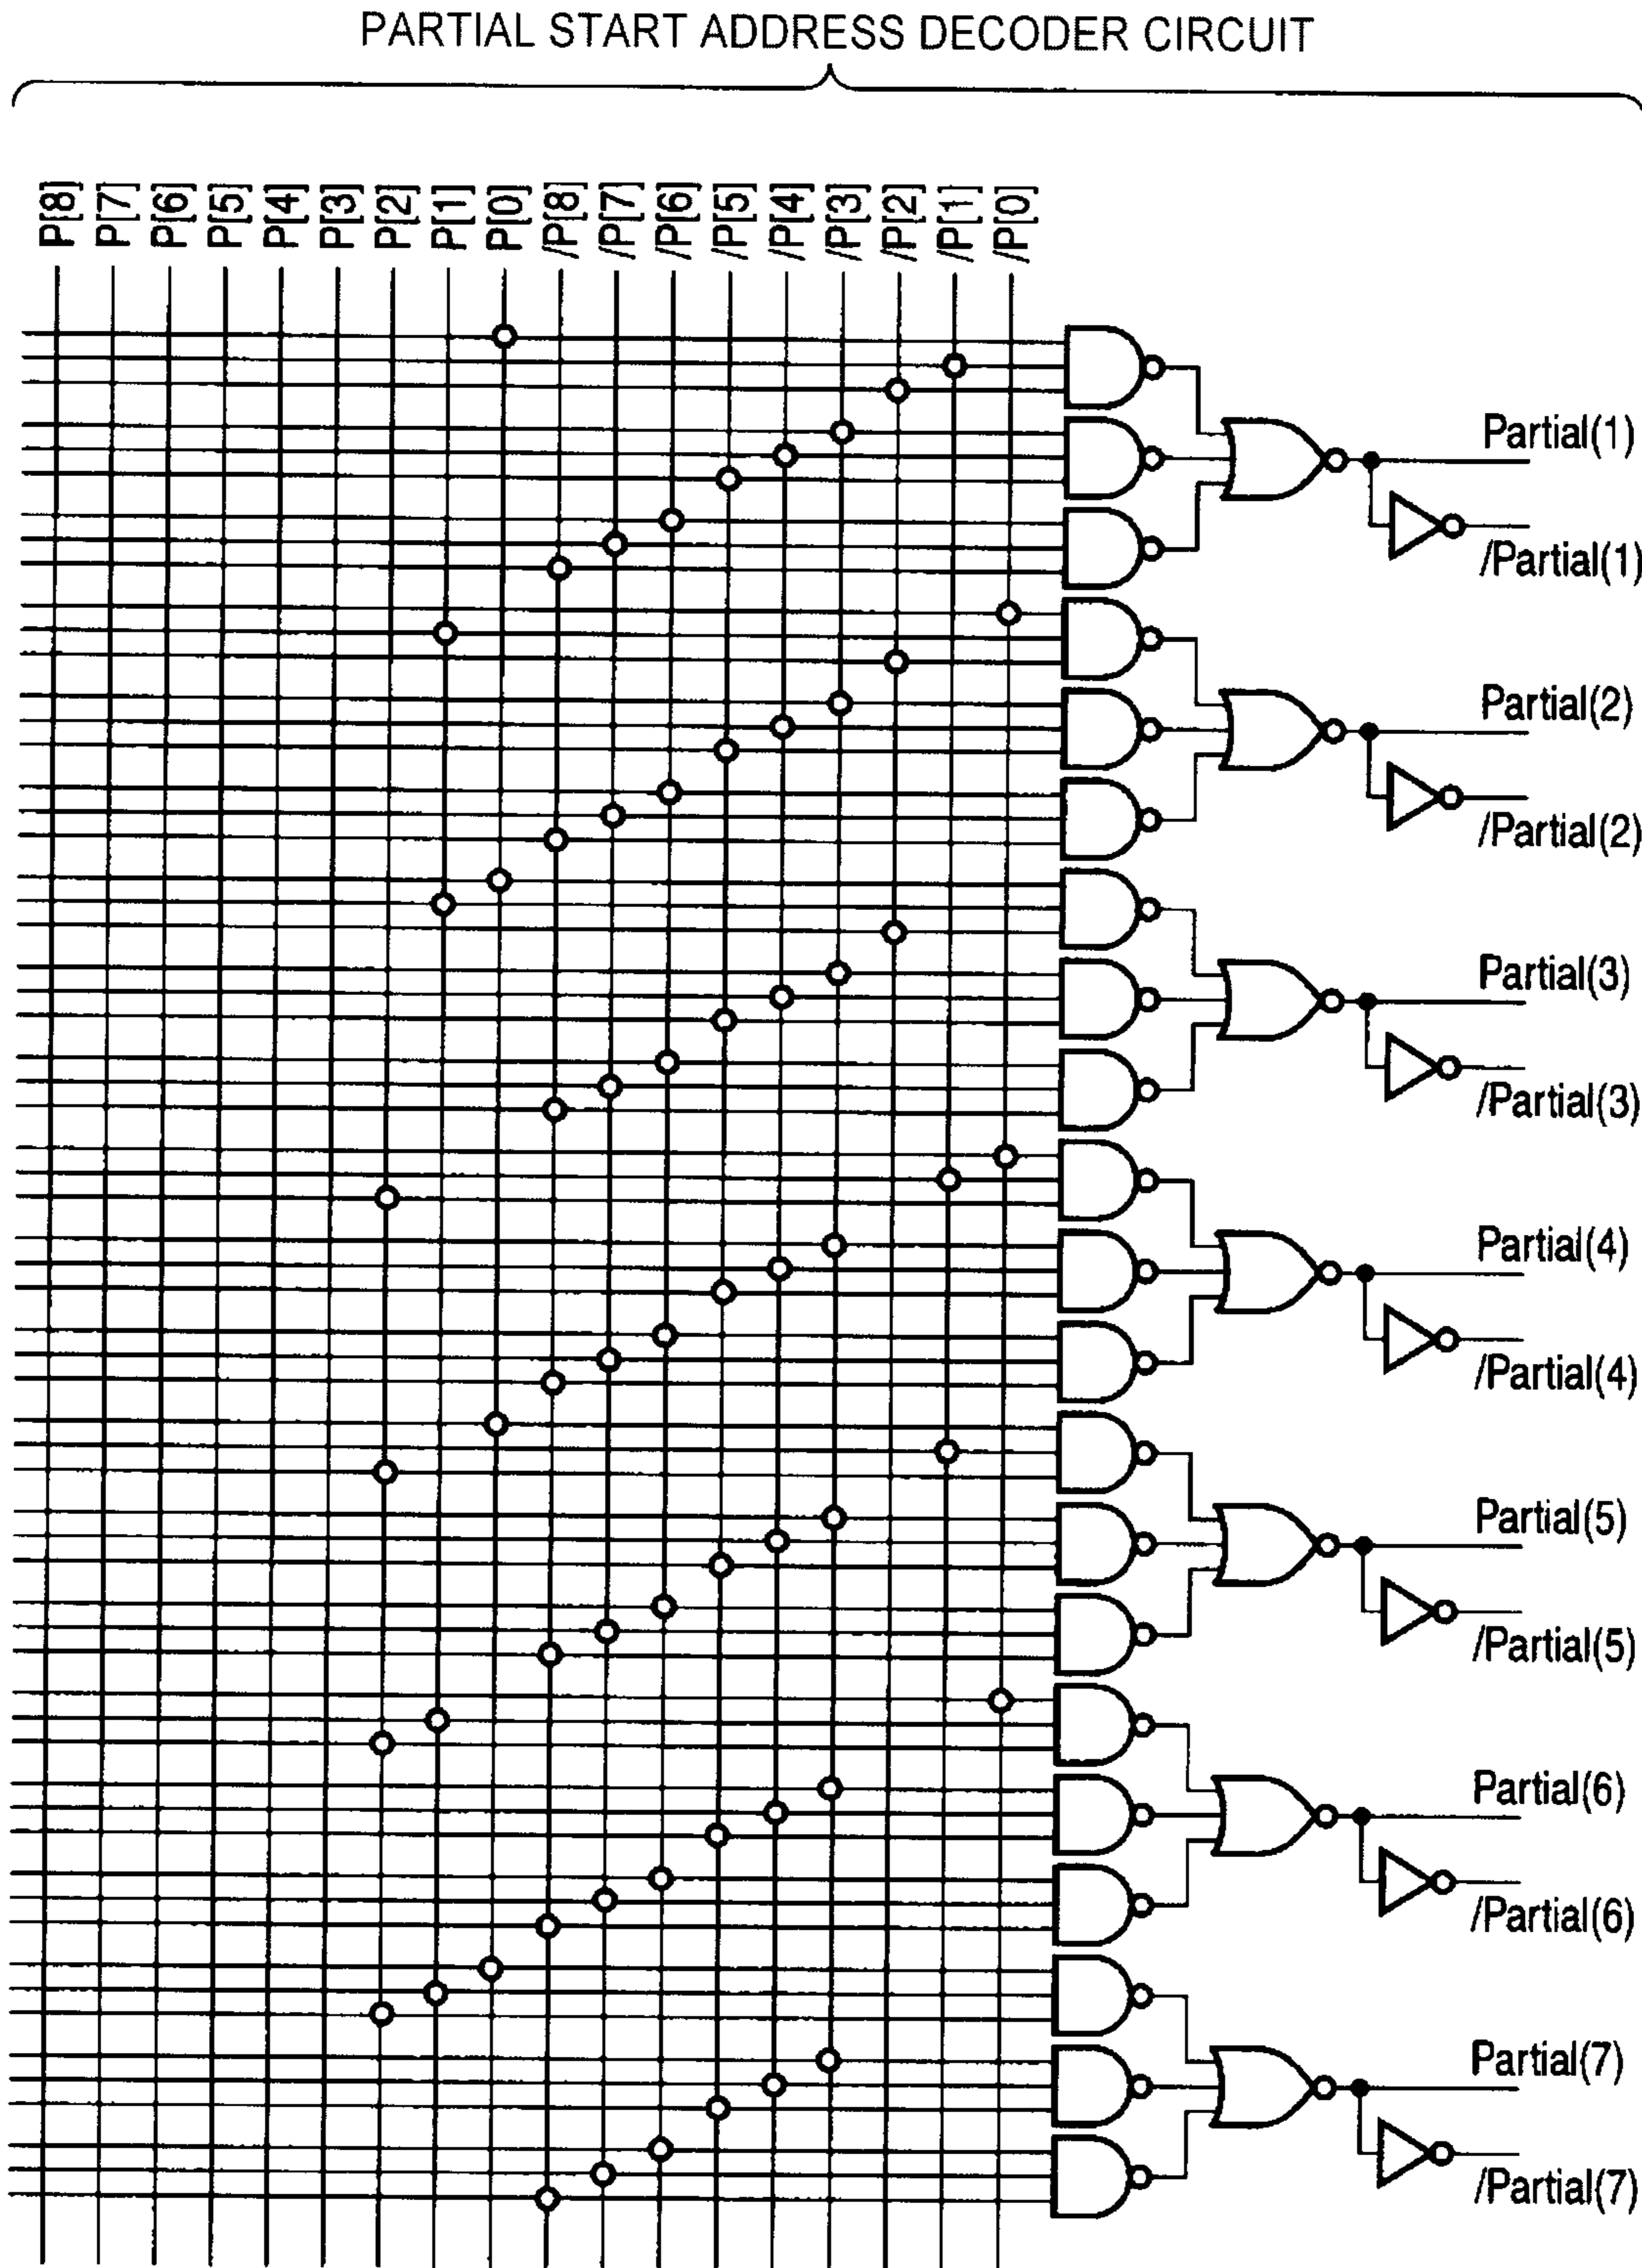 PARTIAL START ADDRESS DECODER CIRCUIT
P[8]
P[7]
P[6]
P[5]
P[4]
P[3]
P[2]
P[1]
P[0]
/P[8]
/P[7]
/P[6]
/P[5]
/P[4]
/P[3]
/P[2]
/P[1]
/P[0]
Partial(1)
/Partial(1)
Partial(2)
/Partial(2)
Partial(3)
/Partial(3)
Partial(4)
/Partial(4)
Partial(5)
/Partial(5)
Partial(6)
/Partial(6)
Partial(7)
/Partial(7)